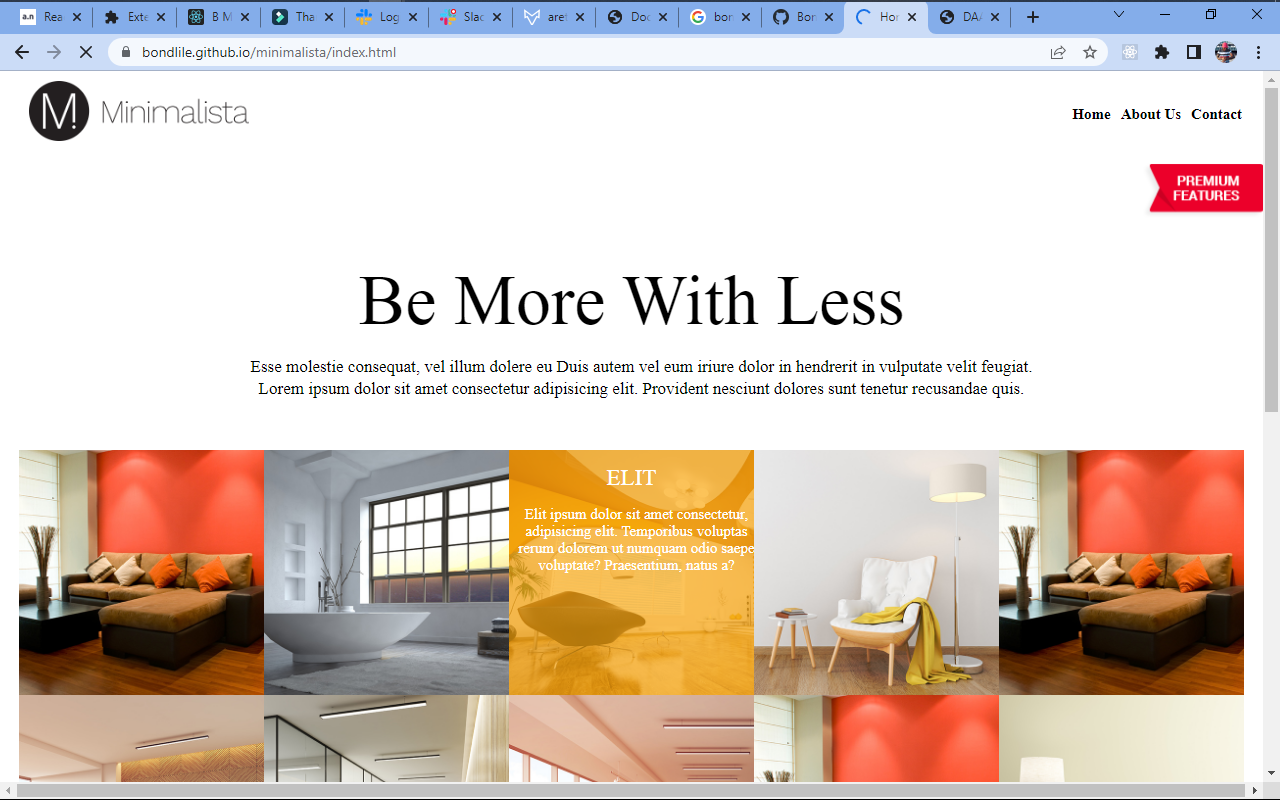 a.n
Rea
Exte
B M
Tha
Log
Slac
aret
Doc
bon
Bon
Hor
DA
bondlile.github.io/minimalista/index.html
M!
Minimalista
Home About Us Contact
PREMIUM
FEATURES
Be More With Less
Esse molestie consequat, vel illum dolere eu Duis autem vel eum iriure dolor in hendrerit in vulputate velit feugiat.
Lorem ipsum dolor sit amet consectetur adipisicing elit. Provident nesciunt dolores sunt tenetur recusandae quis.
ELIT
Elit ipsum dolor sit amet consectetur,
adipisicing elit. Temporibus voluptas
rerum dolorem ut numquam odio saepe
voluptate? Praesentium, natus a?